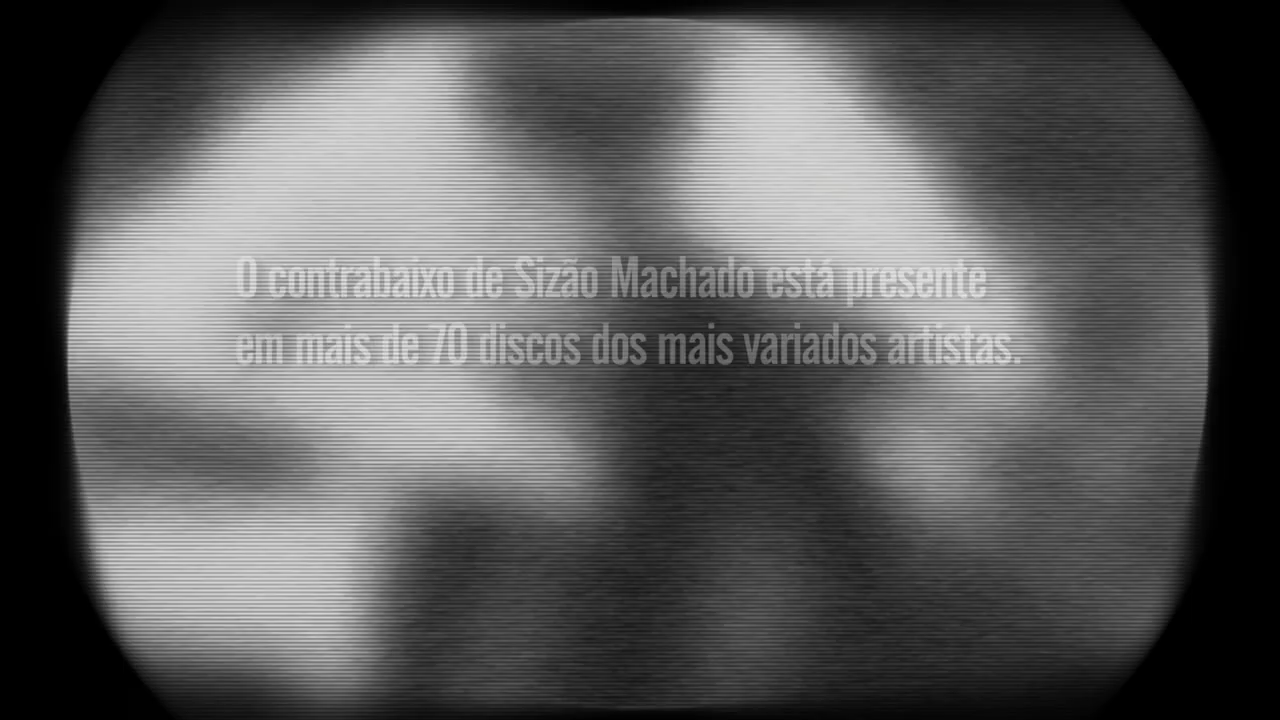 O contrabaixo de Sizão Machado está presente
em mais de 70 discos dos mais variados artistas.